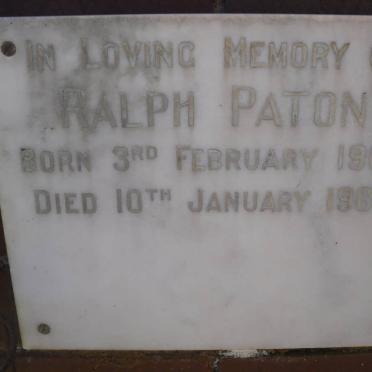 In Loving Memory
Ralph Paton
Born 3rd February
Died 10th January